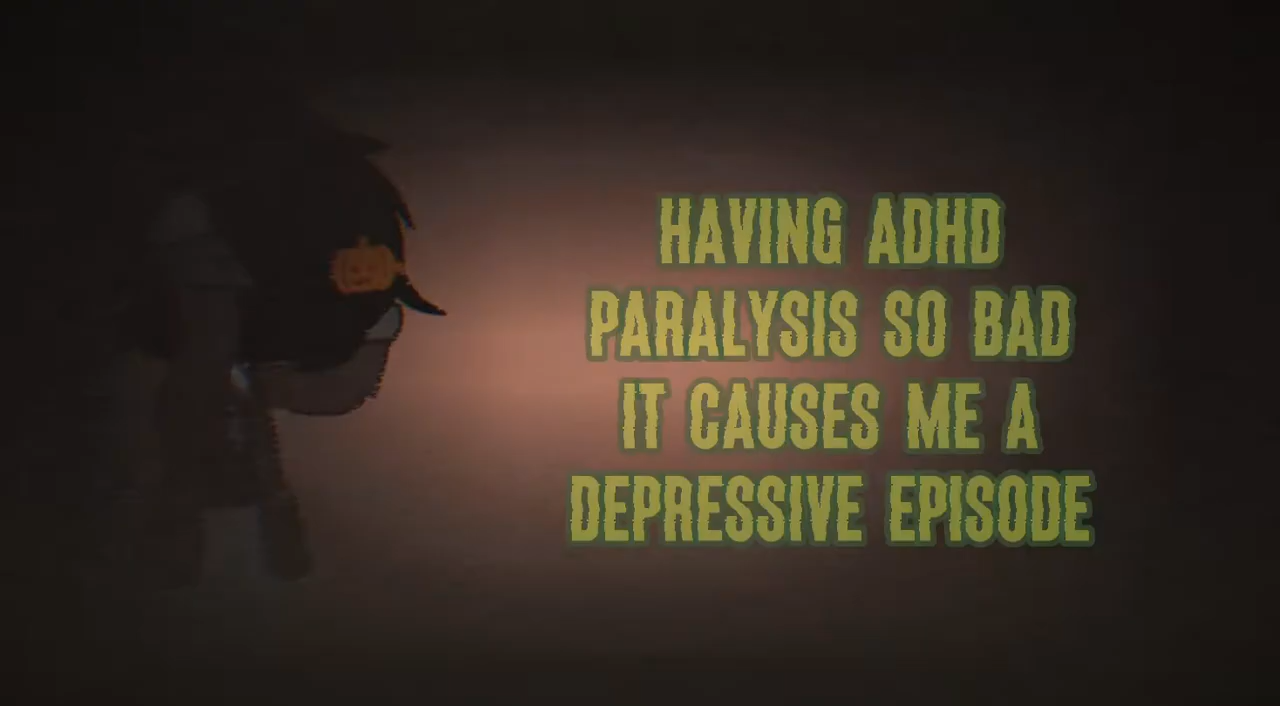 HAVING ADHD
PARALYSIS SO BAD
IT CAUSES ME A
DEPRESSIVE EPISODE